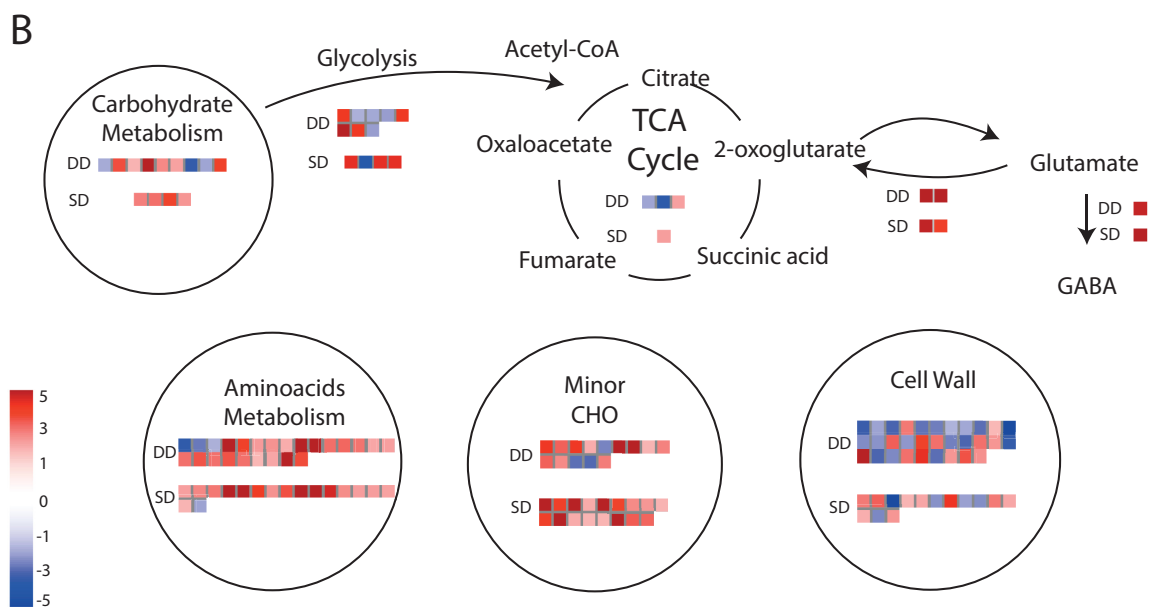 B
Glycolysis
Acetyl-CoA
Citrate
Carbohydrate
Metabolism
DD
SD
DD
SD
Oxaloacetate
TCA
Cycle
2-oxoglutarate
Glutamate
DD
SD
DD
SD
DD
SD
Fumarate
Succinic acid
GABA
Aminoacids
Metabolism
DD
SD
Minor
CHO
DD
SD
Cell Wall
DD
SD
5
3
1
0
-1
-3
-5